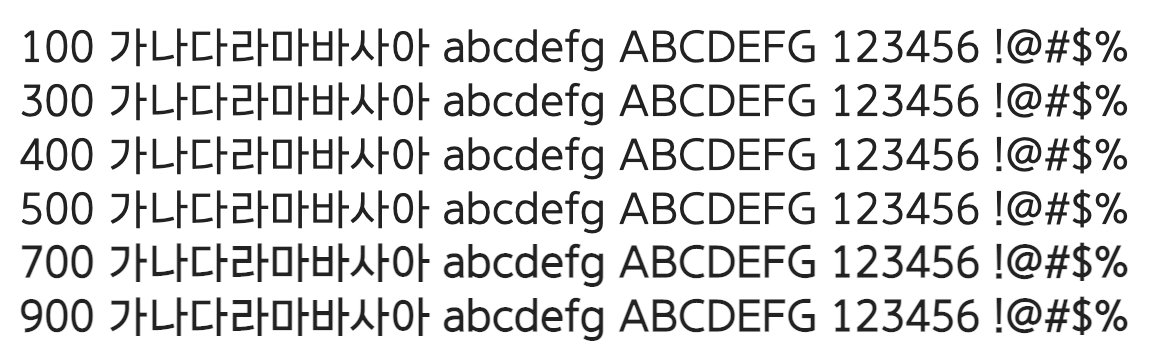 100 가나다라마바사아 abcdefg ABCDEFG 123456 !@#$%
300 가나다라마바사아 abcdefg ABCDEFG 123456 !@#$%
400 가나다라마바사아 abcdefg ABCDEFG 123456 !@#$%
500 가나다라마바사아 abcdefg ABCDEFG 123456 !@#$%
700 가나다라마바사아 abcdefg ABCDEFG 123456 !@#$%
900 가나다라마바사아 abcdefg ABCDEFG 123456 !@#$%